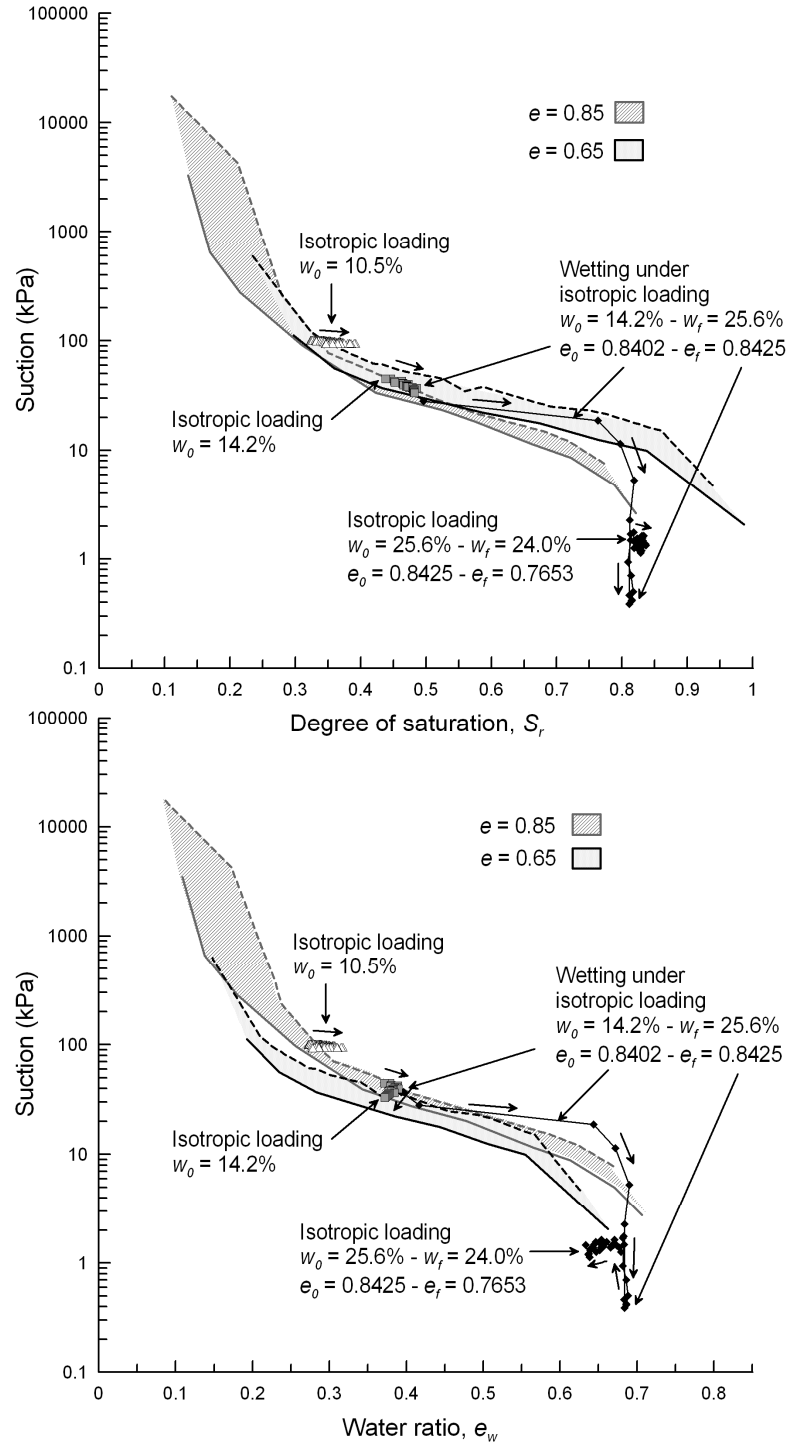 100000
10000
1000
100
10
1
0.1
Suction (kPa)
e = 0.85
e = 0.65
Isotropic loading
w0 = 10.5%
Wetting under
isotropic loading
w0 = 14.2% - wf = 25.6%
e0 = 0.8402 - ef = 0.8425
Isotropic loading
w0 = 14.2%
Isotropic loading
w0 = 25.6% - wf = 24.0%
e0 = 0.8425 - ef = 0.7653
0 0.1 0.2 0.3 0.4 0.5 0.6 0.7 0.8 0.9 1
Degree of saturation, Sr
100000
10000
1000
100
10
1
0.1
Suction (kPa)
e = 0.85
e = 0.65
Isotropic loading
w0 = 10.5%
Wetting under
isotropic loading
w0 = 14.2% - wf = 25.6%
e0 = 0.8402 - ef = 0.8425
Isotropic loading
w0 = 14.2%
Isotropic loading
w0 = 25.6% - wf = 24.0%
e0 = 0.8425 - ef = 0.7653
0 0.1 0.2 0.3 0.4 0.5 0.6 0.7 0.8
Water ratio, ew